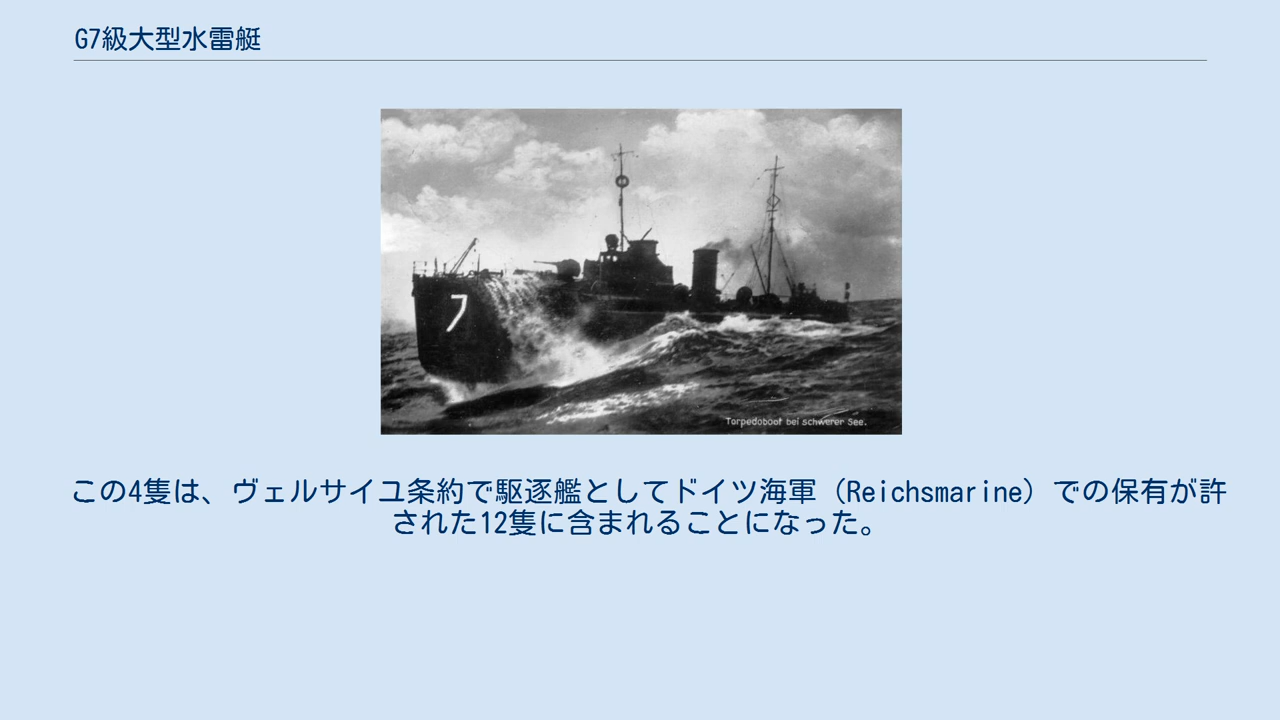 G7級大型水雷艇
7
Torpedoboot bei schwerer See.
この4隻は、ヴェルサイユ条約で駆逐艦としてドイツ海軍（Reichsmarine）での保有が許
された12隻に含まれることになった。